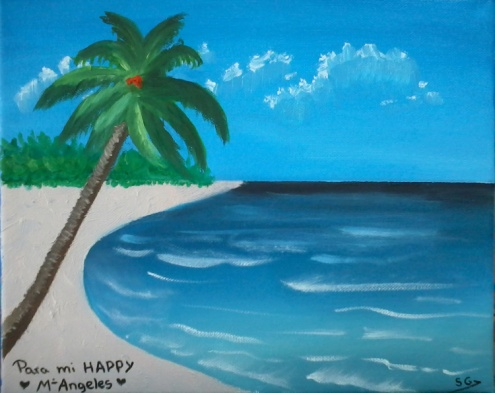 Para mi HAPPY
♥ Mª Angeles ♥
SG